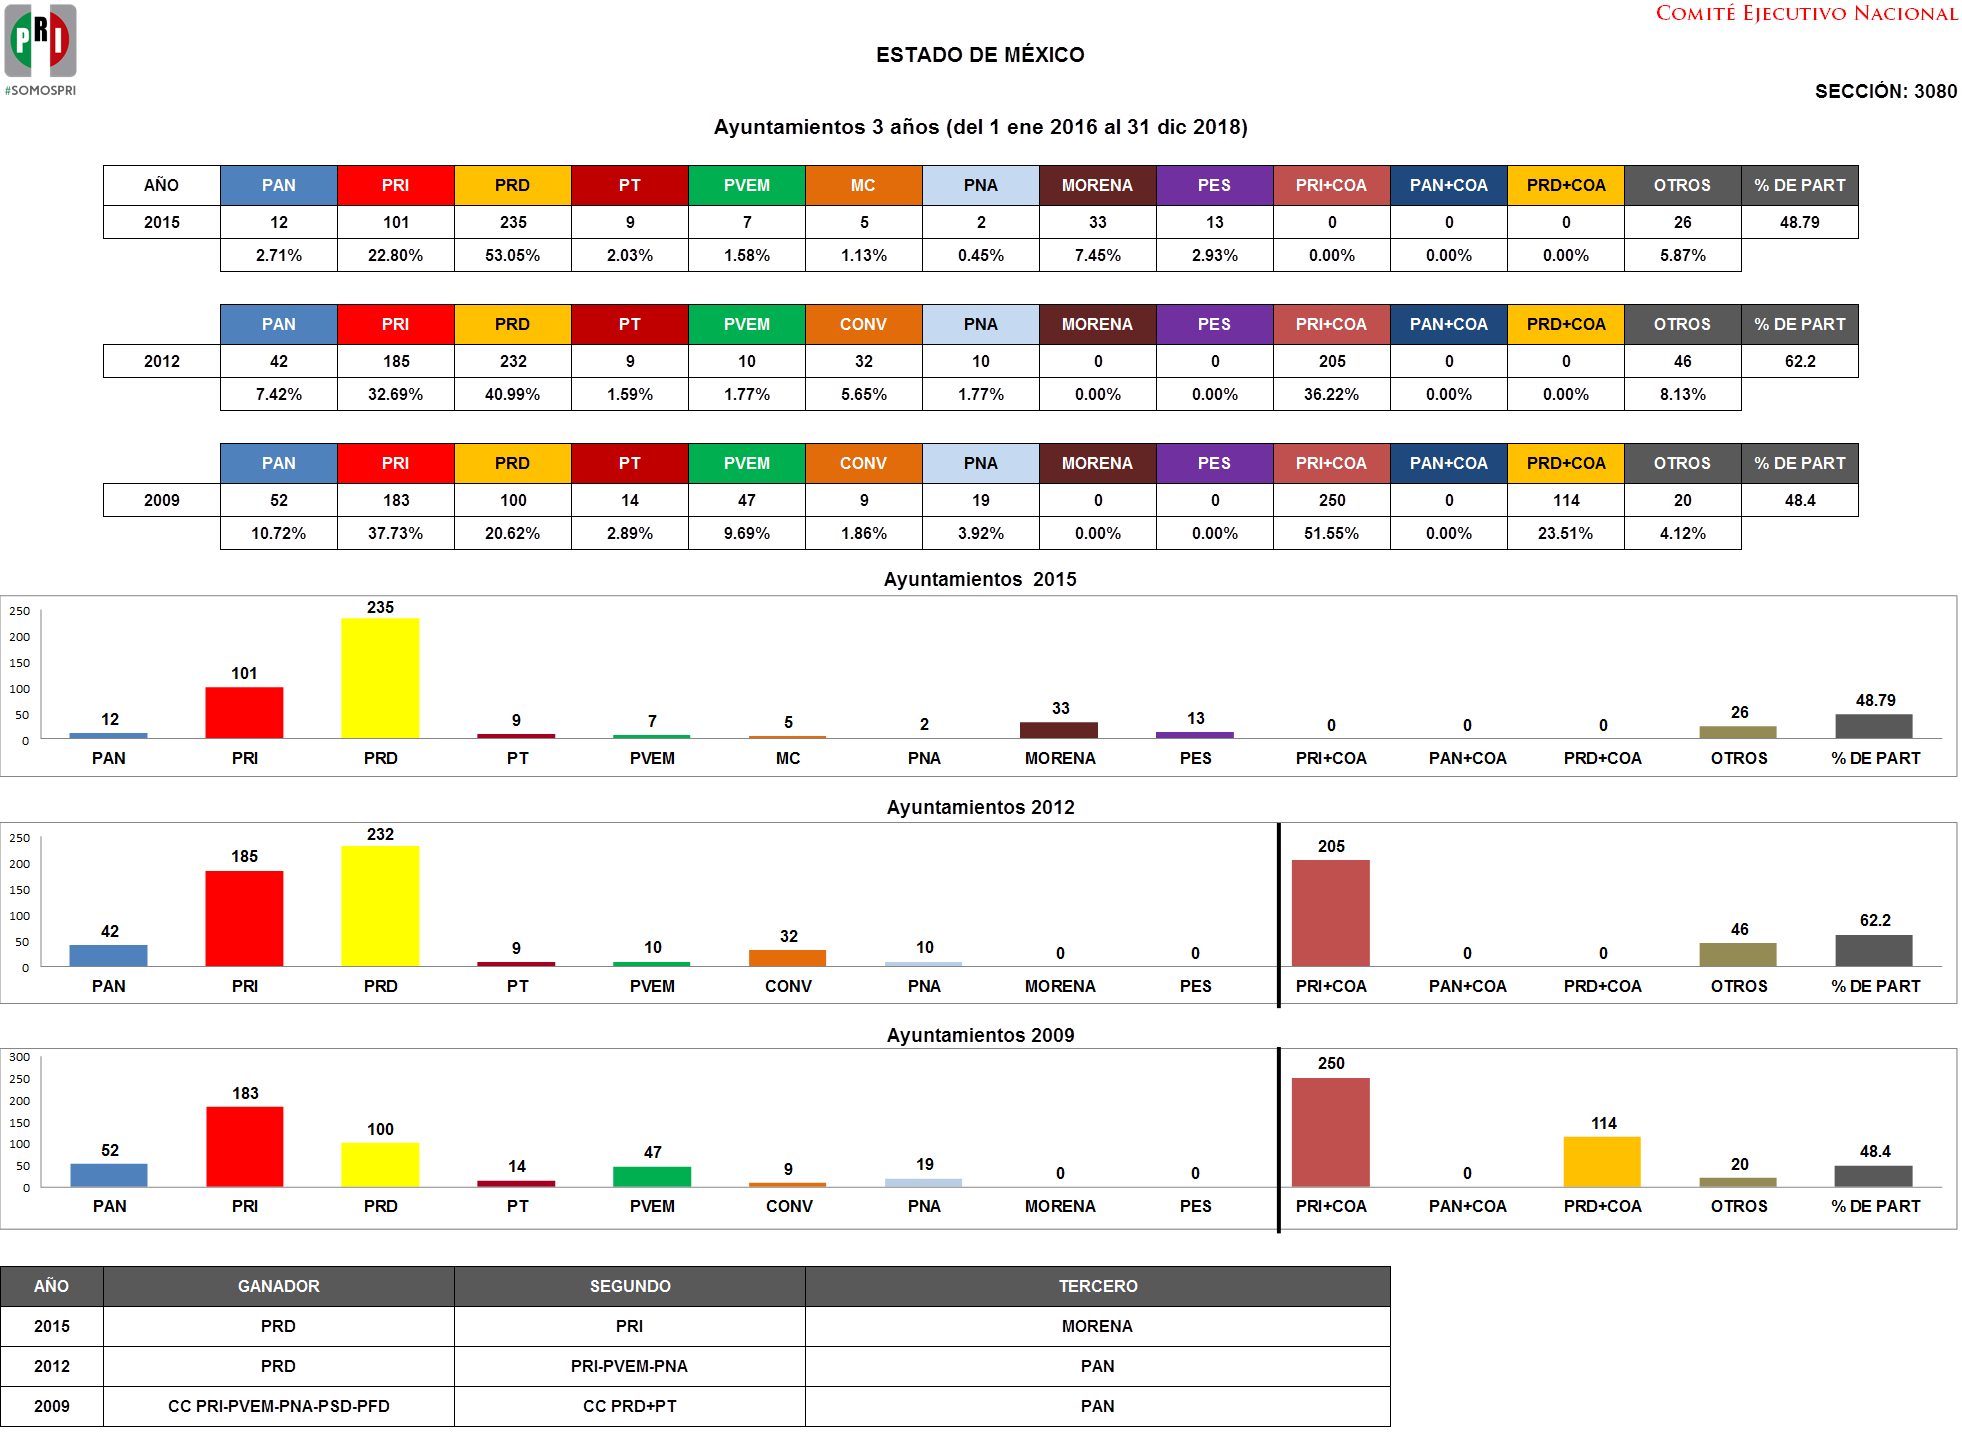 COMITÉ EJECUTIVO NACIONAL
PRI
#SOMOSPRI
ESTADO DE MÉXICO
SECCIÓN: 3080
Ayuntamientos 3 años (del 1 ene 2016 al 31 dic 2018)
AÑO PAN PRI PRD PT PVEM MC PNA MORENA PES PRI+COA PAN+COA PRD+COA OTROS % DE PART
2015 12 101 235 9 7 5 2 33 13 0 0 0 26 48.79
2.71% 22.80% 53.05% 2.03% 1.58% 1.13% 0.45% 7.45% 2.93% 0.00% 0.00% 0.00% 5.87%
PAN PRI PRD PT PVEM CONV PNA MORENA PES PRI+COA PAN+COA PRD+COA OTROS % DE PART
2012 42 185 232 9 10 32 10 0 0 205 0 0 46 62.2
7.42% 32.69% 40.99% 1.59% 1.77% 5.65% 1.77% 0.00% 0.00% 36.22% 0.00% 0.00% 8.13%
PAN PRI PRD PT PVEM CONV PNA MORENA PES PRI+COA PAN+COA PRD+COA OTROS % DE PART
2009 52 183 100 14 47 9 19 0 0 250 0 114 20 48.4
10.72% 37.73% 20.62% 2.89% 9.69% 1.86% 3.92% 0.00% 0.00% 51.55% 0.00% 23.51% 4.12%
Ayuntamientos 2015
250
200
150
100
50
0
12 101 235 9 7 5 2 33 13 0 0 0 26 48.79
PAN PRI PRD PT PVEM MC PNA MORENA PES PRI+COA PAN+COA PRD+COA OTROS % DE PART
Ayuntamientos 2012
250
200
150
100
50
0
42 185 232 9 10 32 10 0 0 205 0 0 46 62.2
PAN PRI PRD PT PVEM CONV PNA MORENA PES PRI+COA PAN+COA PRD+COA OTROS % DE PART
Ayuntamientos 2009
300
250
200
150
100
50
0
52 183 100 14 47 9 19 0 0 250 0 114 20 48.4
PAN PRI PRD PT PVEM CONV PNA MORENA PES PRI+COA PAN+COA PRD+COA OTROS % DE PART
AÑO GANADOR SEGUNDO TERCERO
2015 PRD PRI MORENA
2012 PRD PRI-PVEM-PNA PAN
2009 CC PRI-PVEM-PNA-PSD-PFD CC PRD+PT PAN